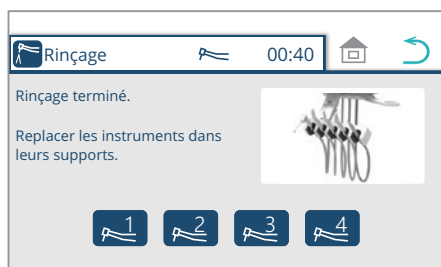 Rinçage 00:40
Rinçage terminé.
Replacer les instruments dans
leurs supports.
1 2 3 4